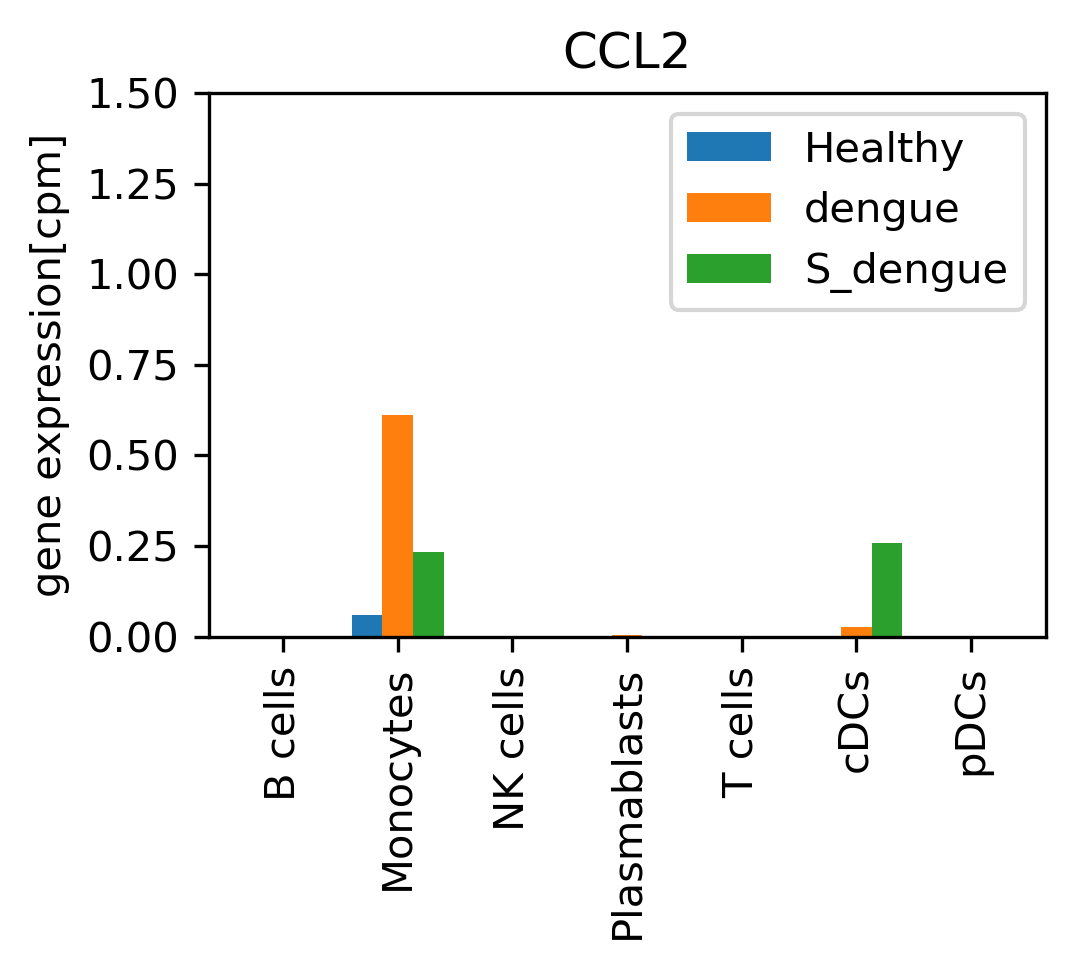 CCL2
gene expression[cpm]
1.50
1.25
1.00
0.75
0.50
0.25
0.00
Healthy
dengue
S_dengue
B cells
Monocytes
NK cells
Plasmablasts
T cells
cDCs
pDCs